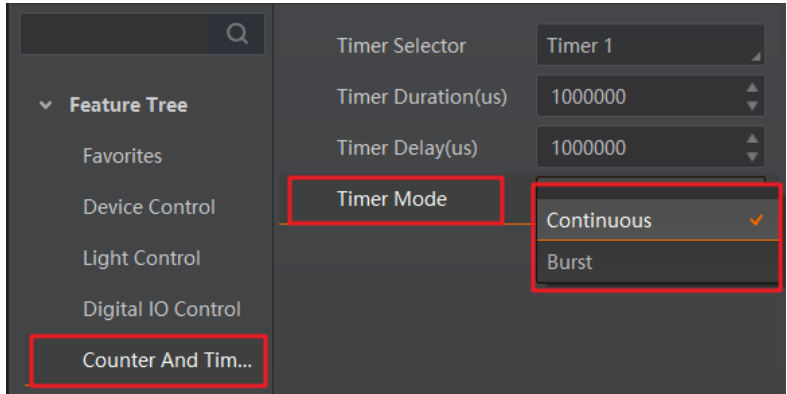 Feature Tree
Favorites
Device Control
Light Control
Digital IO Control
Counter And Tim...
Timer Selector Timer 1
Timer Duration(us) 1000000
Timer Delay(us) 1000000
Timer Mode
Continuous
Burst